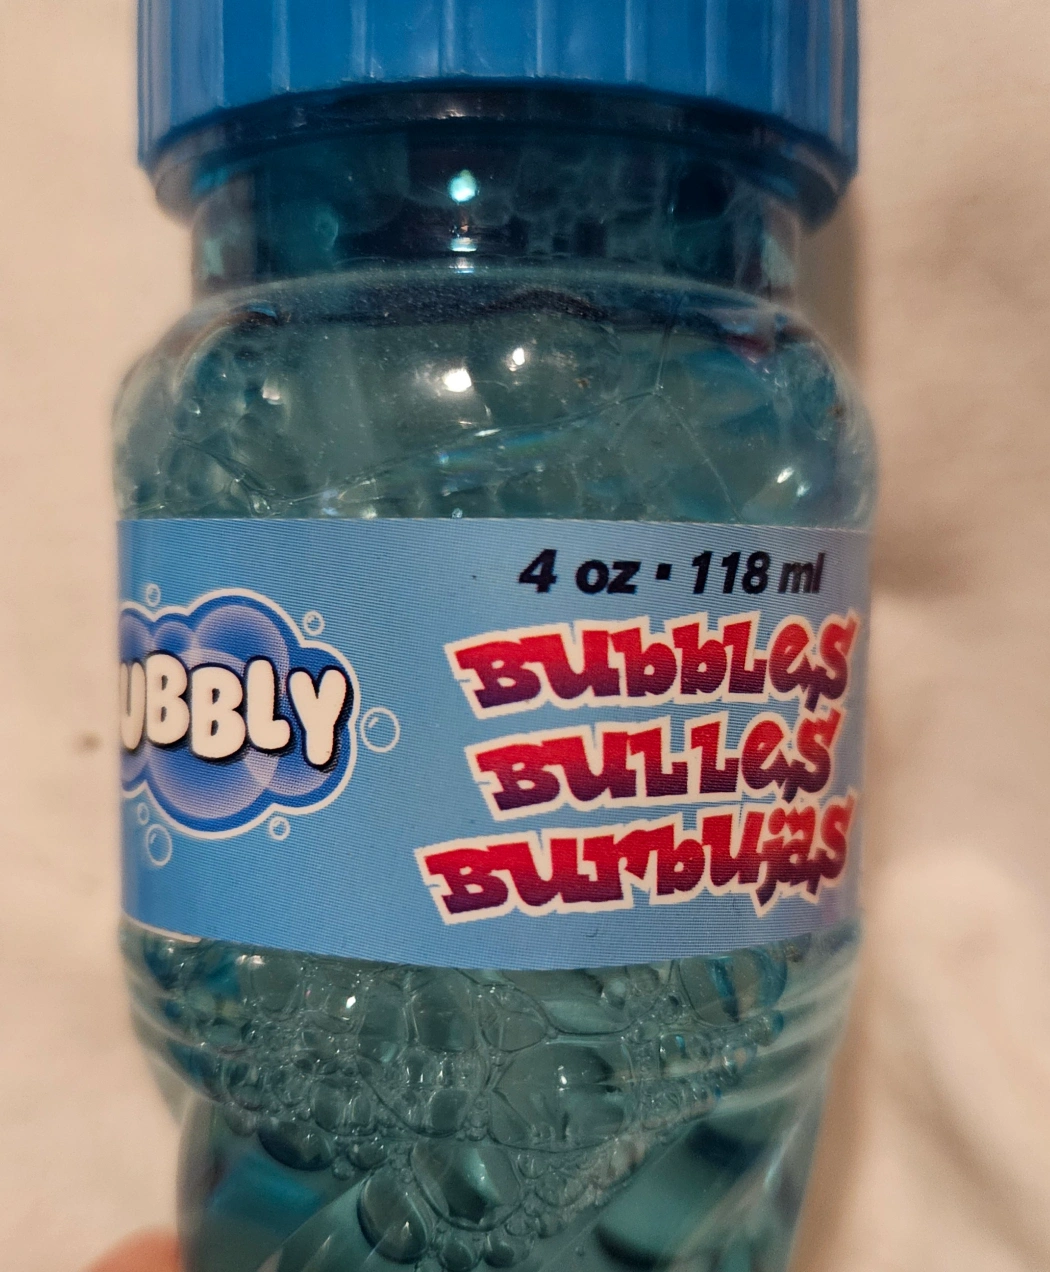 UBBLY
4 oz ▪ 118 ml
Bubbles
Bulles
Burbujas